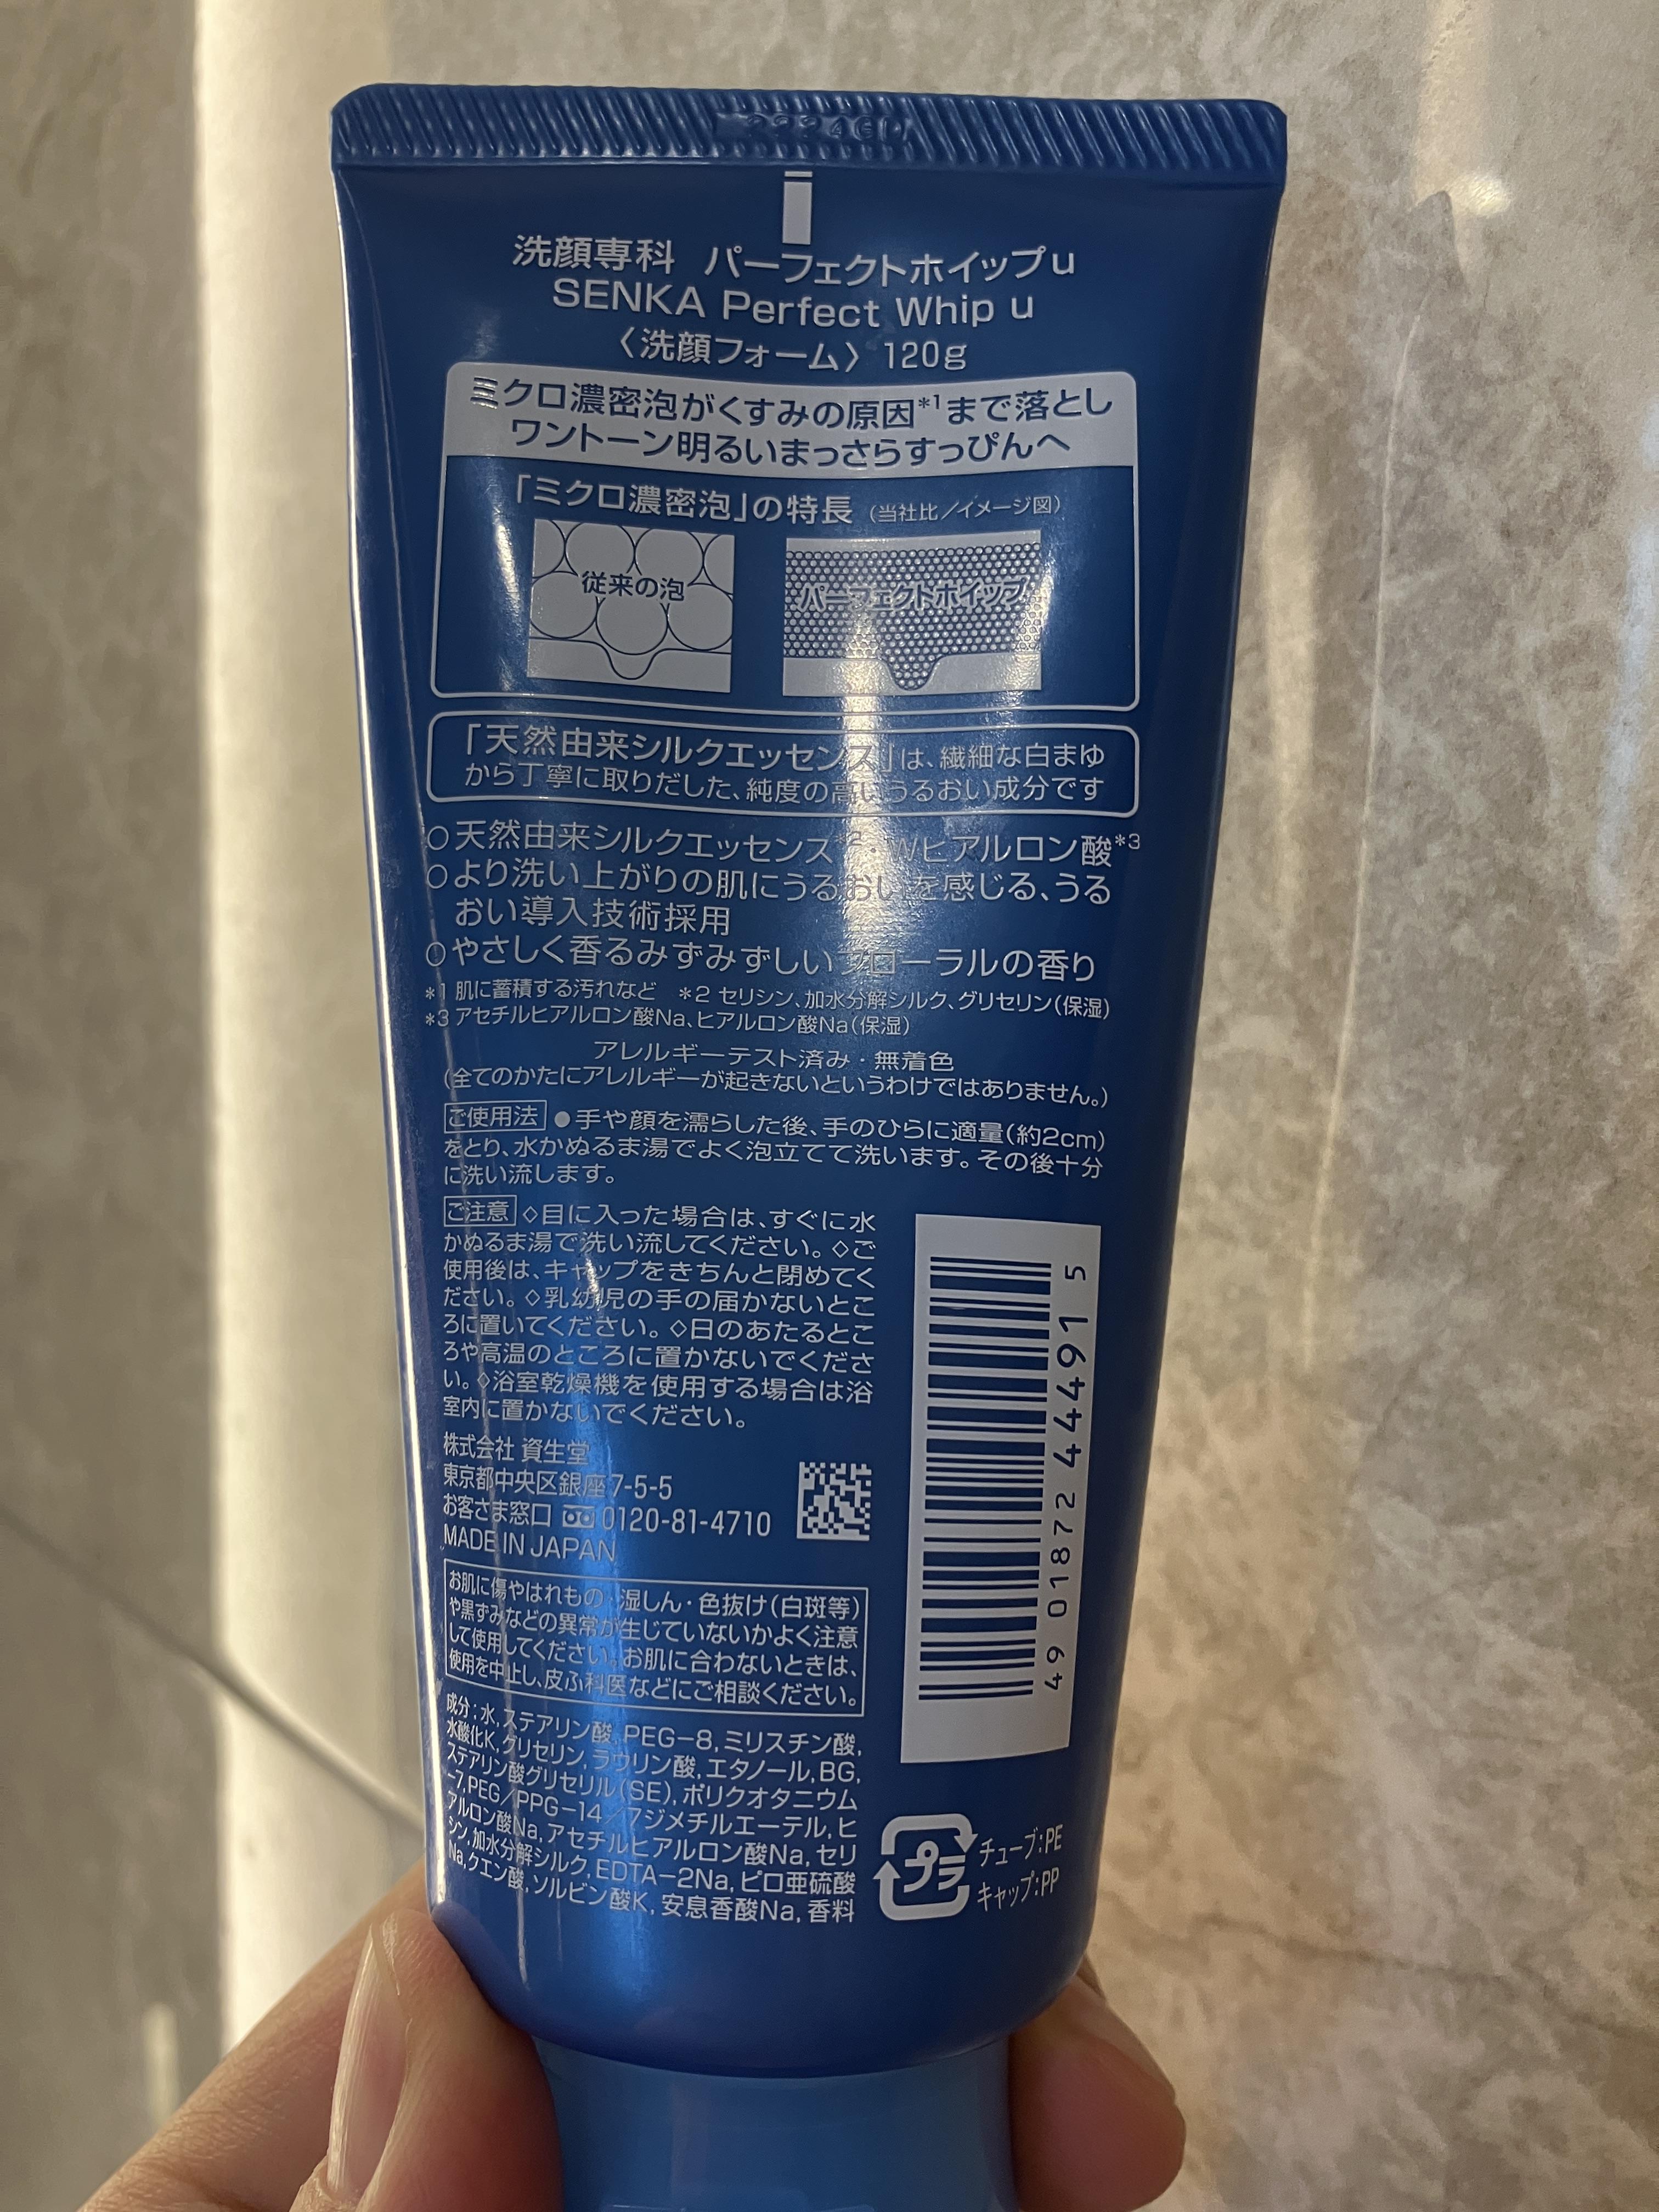 洗顔専科 パーフェクトホイップu
SENKA Perfect Whip u
〈洗顔フォーム〉 120g
ミクロ濃密泡がくすみの原因*1まで落とし
ワントーン明るいまっさらすっぴんへ
「ミクロ濃密泡」の特長 (当社比/イメージ図)
従来の泡
パーフェクトホイップ
「天然由来シルクエッセンス」は、繊細な白まゆ
から丁寧に取りだした、純度の高いうるおい成分です
○天然由来シルクエッセンス*2・Wヒアルロン酸*3
○より洗い上がりの肌にうるおいを感じる、うる
おい導入技術採用
○やさしく香るみずみずしいフローラルの香り
*1 肌に蓄積する汚れなど *2 セリシン、加水分解シルク、グリセリン(保湿)
*3 アセチルヒアルロン酸Na、ヒアルロン酸Na(保湿)
アレルギーテスト済み・無着色
(全てのかたにアレルギーが起きないというわけではありません。)
ご使用法 ●手や顔を濡らした後、手のひらに適量(約2cm)
をとり、水かぬるま湯でよく泡立てて洗います。その後十分
に洗い流します。
ご注意 ◇目に入った場合は、すぐに水
かぬるま湯で洗い流してください。◇ご
使用後は、キャップをきちんと閉めてく
ださい。◇乳幼児の手の届かないとこ
ろに置いてください。◇日のあたるとこ
ろや高温のところに置かないでくださ
い。◇浴室乾燥機を使用する場合は浴
室内に置かないでください。
株式会社 資生堂
東京都中央区銀座7-5-5
お客さま窓口 0120-81-4710
MADE IN JAPAN
お肌に傷やはれもの・湿しん・色抜け(白斑等)
や黒ずみなどの異常が生じていないかよく注意
して使用してください。お肌に合わないときは、
使用を中止し、皮ふ科医などにご相談ください。
成分:水, ステアリン酸, PEG-8, ミリスチン酸,
水酸化K, グリセリン, ラウリン酸, エタノール, BG,
ステアリン酸グリセリル(SE), ポリクオタニウム
-7, PEG/PPG-14/7ジメチルエーテル, ヒ
アルロン酸Na, アセチルヒアルロン酸Na, セリ
シン, 加水分解シルク, EDTA-2Na, ピロ亜硫酸
Na, クエン酸, ソルビン酸K, 安息香酸Na, 香料
4901872 444915
プラ
チューブ:PE
キャップ:PP